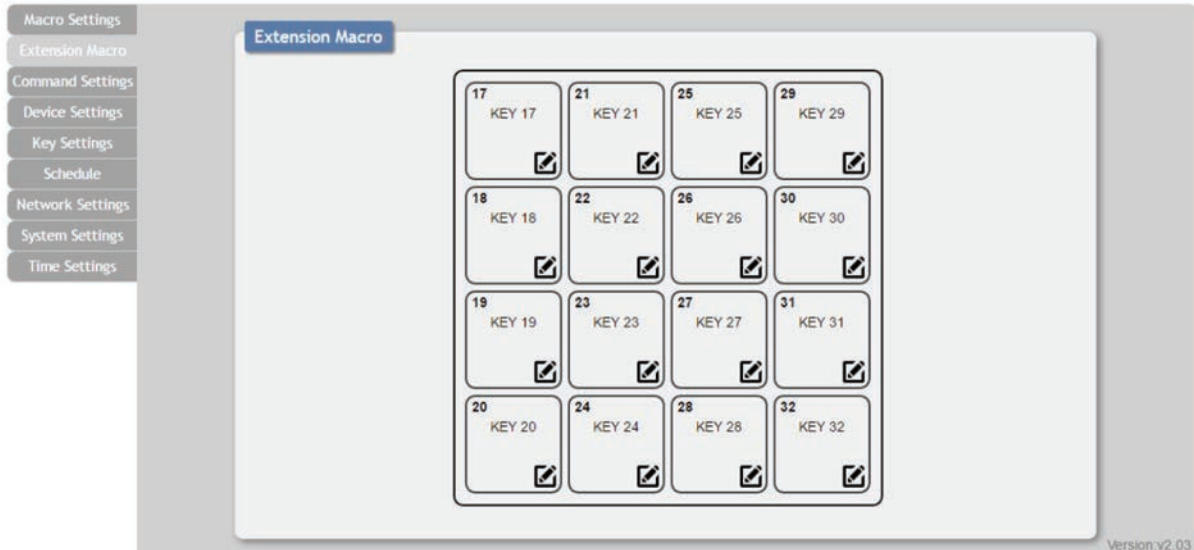 Macro Settings
Extension Macro
Command Settings
Device Settings
Key Settings
Schedule
Network Settings
System Settings
Time Settings
Extension Macro
17 21 25 29
KEY 17 KEY 21 KEY 25 KEY 29
18 22 26 30
KEY 18 KEY 22 KEY 26 KEY 30
19 23 27 31
KEY 19 KEY 23 KEY 27 KEY 31
20 24 28 32
KEY 20 KEY 24 KEY 28 KEY 32
Version:v2.03